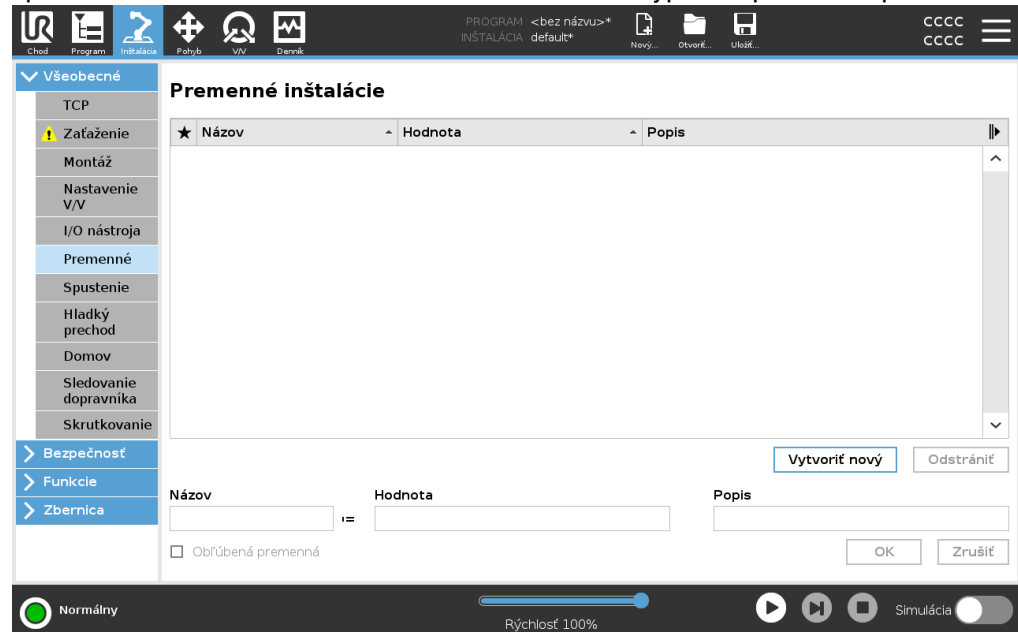 PROGRAM <bez názvu>*
INŠTALÁCIA default*
CCCC
CCCC
Chod
Program
Inštalácia
Pohyb
V/V
Denník
Nový...
Otvoriť...
Uložiť...
Všeobecné
TCP
Zaťaženie
Montáž
Nastavenie
V/V
I/O nástroja
Premenné
Spustenie
Hladký
prechod
Domov
Sledovanie
dopravníka
Skrutkovanie
Bezpečnosť
Funkcie
Zbernica
Premenné inštalácie
Názov Hodnota Popis
Vytvoriť nový Odstrániť
Názov Hodnota Popis
:=
Obľúbená premenná
OK Zrušiť
Normálny
Rýchlosť 100%
Simulácia